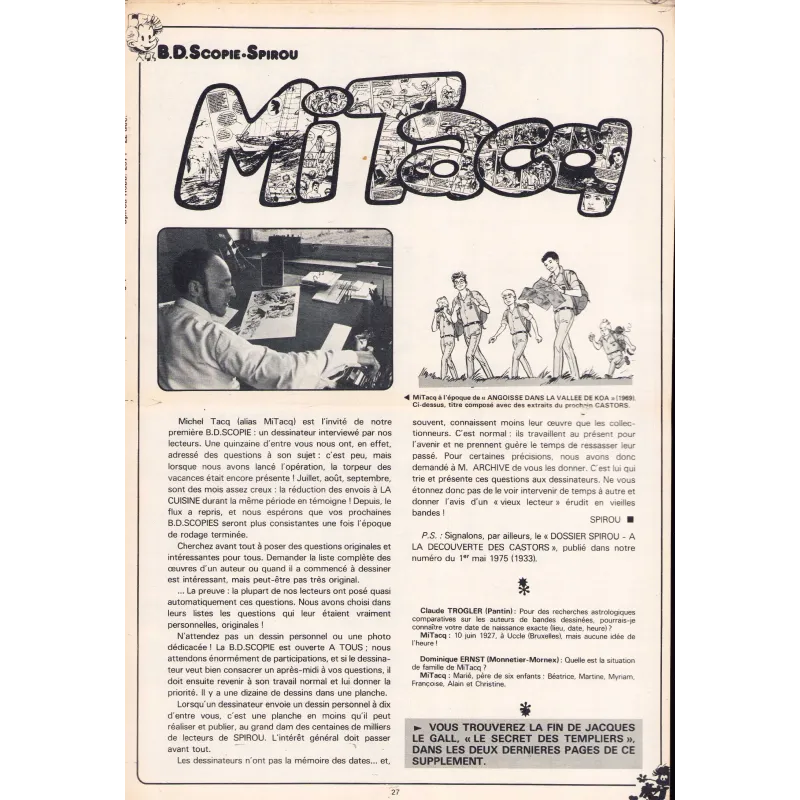 B.D.SCOPIE-SPIROU
MiTacq
◄ MiTacq à l'époque de « ANGOISSE DANS LA VALLEE DE KOA » (1969).
Ci-dessus, titre composé avec des extraits du prochain CASTORS.
Michel Tacq (alias MiTacq) est l'invité de notre
première B.D.SCOPIE : un dessinateur interviewé par nos
lecteurs. Une quinzaine d'entre vous nous ont, en effet,
adressé des questions à son sujet : c'est peu, mais
lorsque nous avons lancé l'opération, la torpeur des
vacances était encore présente ! Juillet, août, septembre,
sont des mois assez creux : la réduction des envois à LA
CUISINE durant la même période en témoigne ! Depuis, le
flux a repris, et nous espérons que vos prochaines
B.D.SCOPIES seront plus consistantes une fois l'époque
de rodage terminée.
Cherchez avant tout à poser des questions originales et
intéressantes pour tous. Demander la liste complète des
œuvres d'un auteur ou quand il a commencé à dessiner
est intéressant, mais peut-être pas très original.
... La preuve : la plupart de nos lecteurs ont posé quasi
automatiquement ces questions. Nous avons choisi dans
leurs listes les questions qui leur étaient vraiment
personnelles, originales !
N'attendez pas un dessin personnel ou une photo
dédicacée ! La B.D.SCOPIE est ouverte A TOUS ; nous
attendons énormément de participations, et si le dessina-
teur veut bien consacrer un après-midi à vos questions, il
doit ensuite revenir à son travail normal et lui donner la
priorité. Il y a une dizaine de dessins dans une planche.
Lorsqu'un dessinateur envoie un dessin personnel à dix
d'entre vous, c'est une planche en moins qu'il peut
réaliser et publier, au grand dam des centaines de milliers
de lecteurs de SPIROU. L'intérêt général doit passer
avant tout.
Les dessinateurs n'ont pas la mémoire des dates... et,
souvent, connaissent moins leur œuvre que les collec-
tionneurs. C'est normal : ils travaillent au présent pour
l'avenir et ne prennent guère le temps de ressasser leur
passé. Pour certaines précisions, nous avons donc
demandé à M. ARCHIVE de vous les donner. C'est lui qui
trie et présente ces questions aux dessinateurs. Ne vous
étonnez donc pas de le voir intervenir de temps à autre et
donner l'avis d'un « vieux lecteur » érudit en vieilles
bandes !
SPIROU ■
P.S. : Signalons, par ailleurs, le « DOSSIER SPIROU - A
LA DECOUVERTE DES CASTORS », publié dans notre
numéro du 1er mai 1975 (1933).
Claude TROGLER (Pantin) : Pour des recherches astrologiques
comparatives sur les auteurs de bandes dessinées, pourrais-je
connaître votre date de naissance exacte (lieu, date, heure) ?
MiTacq : 10 juin 1927, à Uccle (Bruxelles), mais aucune idée de
l'heure !
Dominique ERNST (Monnetier-Mornex) : Quelle est la situation
de famille de MiTacq ?
MiTacq : Marié, père de six enfants : Béatrice, Martine, Myriam,
Françoise, Alain et Christine.
► VOUS TROUVEREZ LA FIN DE JACQUES
LE GALL, « LE SECRET DES TEMPLIERS »,
DANS LES DEUX DERNIERES PAGES DE CE
SUPPLEMENT.
27